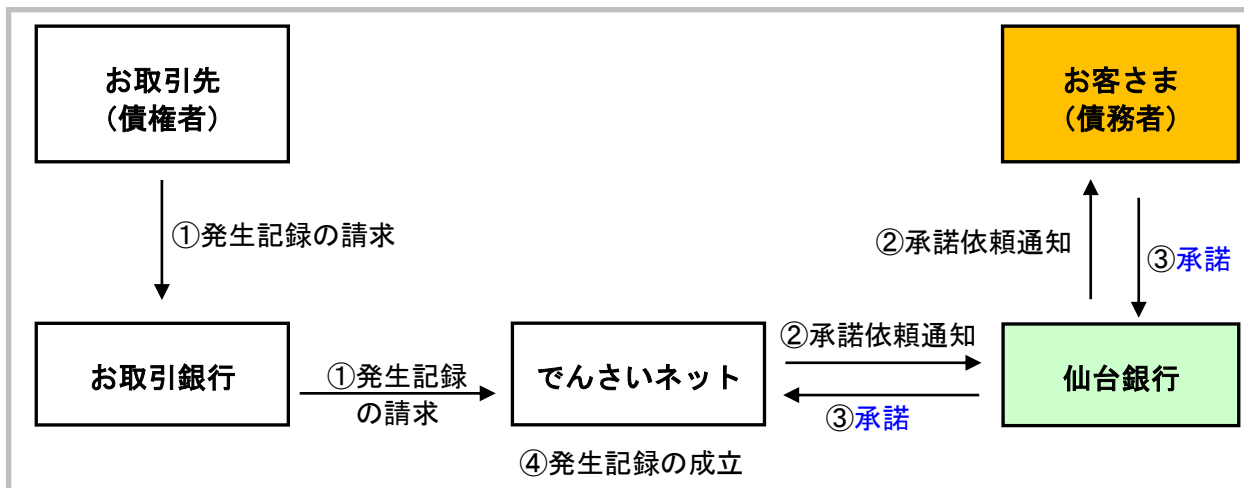 お取引先
（債権者）
お客さま
（債務者）
①発生記録の請求
②承諾依頼通知
③承諾
お取引銀行
①発生記録
の請求
でんさいネット
②承諾依頼通知
③承諾
仙台銀行
④発生記録の成立